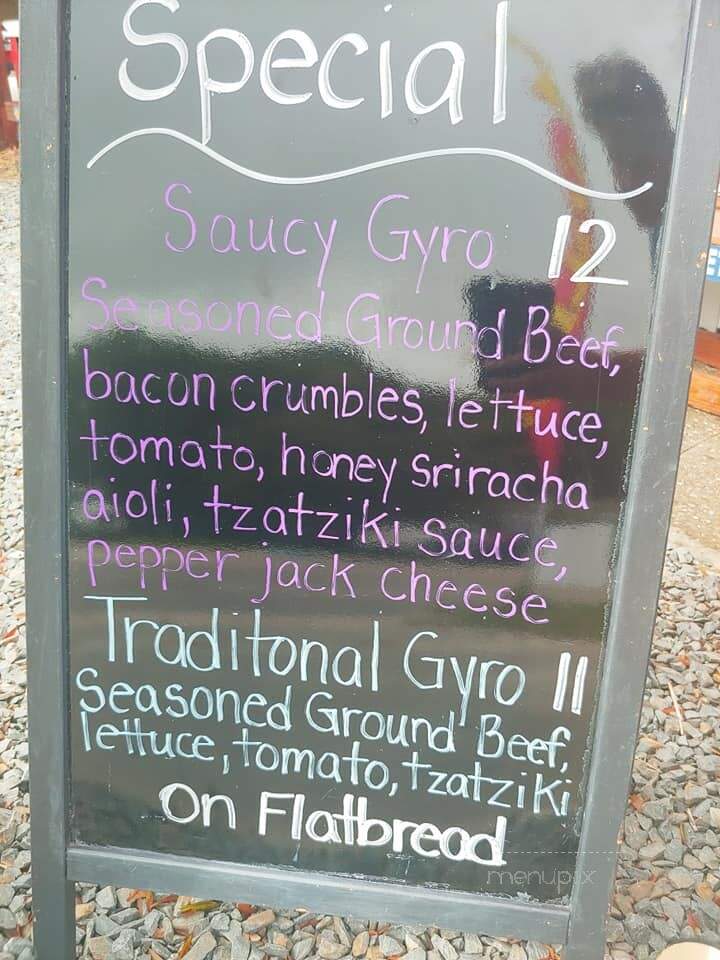 Special
Saucy Gyro 12
Seasoned Ground Beef,
bacon crumbles, lettuce,
tomato, honey Sriracha
aioli, tzatziki sauce,
pepper jack cheese
Traditonal Gyro 11
Seasoned Ground Beef,
lettuce, tomato, tzatziki
On Flatbread
menupix